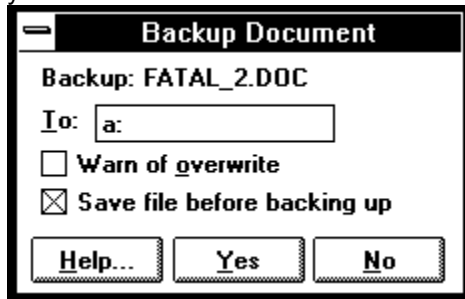 Backup Document
Backup: FATAL_2.DOC
To: a:
Warn of overwrite
Save file before backing up
Help... Yes No